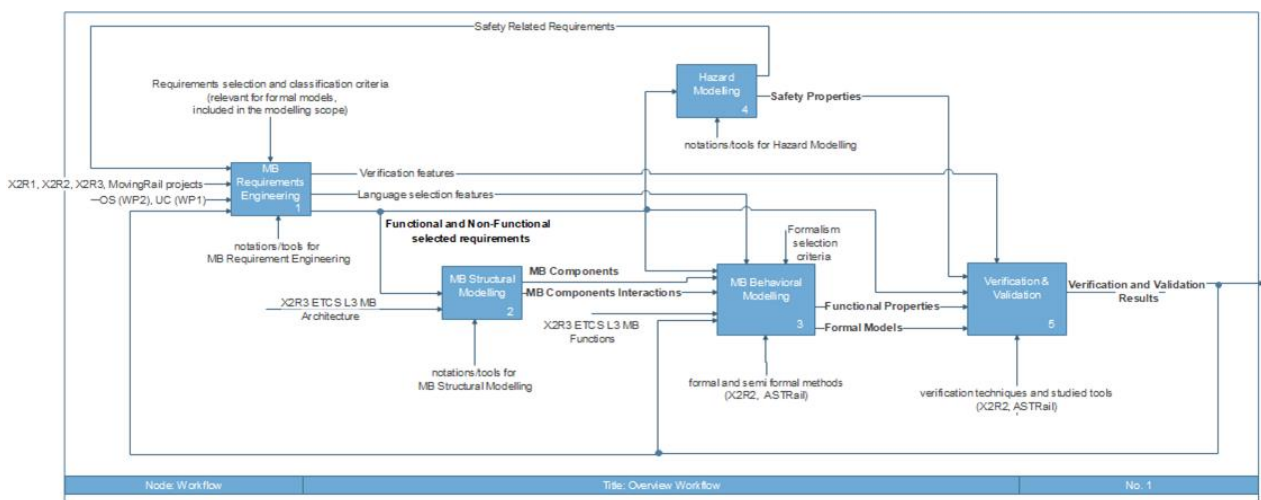 Safety Related Requirements
Requirements selection and classification criteria
(relevant for formal models,
included in the modelling scope)
Hazard
Modelling
4
Safety Properties
notations/tools for Hazard Modelling
MB
Requirements
Engineering
1
Verification features
X2R1, X2R2, X2R3, MovingRail projects
Language selection features
OS (WP2), UC (WP1)
Functional and Non-Functional
selected requirements
notations/tools for
MB Requirement Engineering
Formalism
selection
criteria
MB Structural
Modelling
2
MB Components
MB Components Interactions
MB Behavioral
Modelling
3
Verification &
Validation
5
Verification and Validation
Results
X2R3 ETCS L3 MB
Architecture
Functional Properties
X2R3 ETCS L3 MB
Functions
Formal Models
notations/tools for
MB Structural Modelling
formal and semi formal methods
(X2R2, ASTRail)
verification techniques and studied tools
(X2R2, ASTRail)
Node: Workflow
Title: Overview Workflow
No. 1